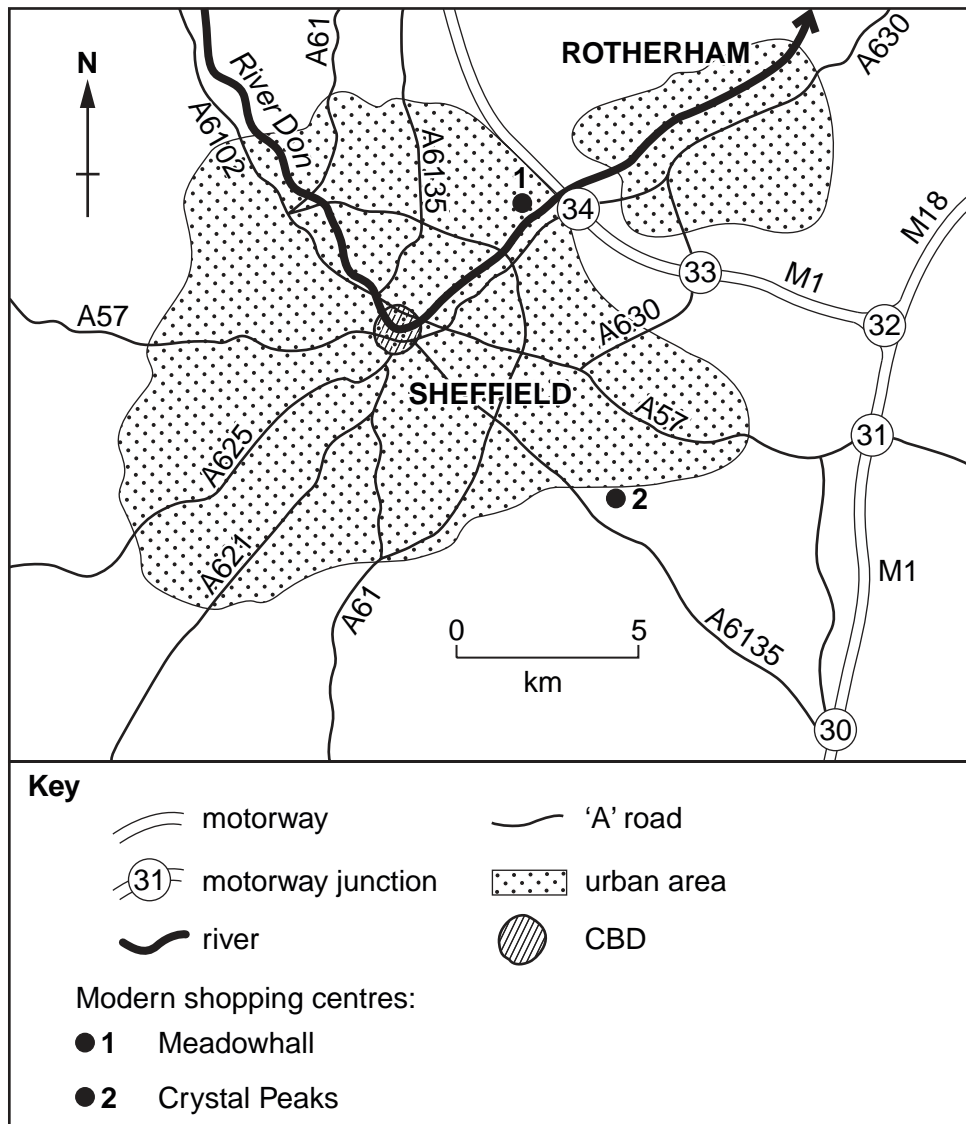 A61
A630
ROTHERHAM
N
River Don
A6102
A6135
1
34
M18
33
M1
32
A57
A630
SHEFFIELD
A57
31
A625
2
A621
M1
A61
0 5
km
A6135
30
Key
motorway
'A' road
31
motorway junction
urban area
river
CBD
Modern shopping centres:
1 Meadowhall
2 Crystal Peaks